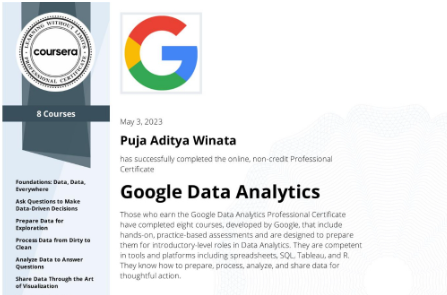 LEARNING WITHOUT LIMITS
coursera
PROFESSIONAL CERTIFICATE
8 Courses
Foundations: Data, Data,
Everywhere
Ask Questions to Make
Data-Driven Decisions
Prepare Data for
Exploration
Process Data from Dirty to
Clean
Analyze Data to Answer
Questions
Share Data Through the Art
of Visualization
G
May 3, 2023
Puja Aditya Winata
has successfully completed the online, non-credit Professional
Certificate
Google Data Analytics
Those who earn the Google Data Analytics Professional Certificate
have completed eight courses, developed by Google, that include
hands-on, practice-based assessments and are designed to prepare
them for introductory-level roles in Data Analytics. They are competent
in tools and platforms including spreadsheets, SQL, Tableau, and R.
They know how to prepare, process, analyze, and share data for
thoughtful action.